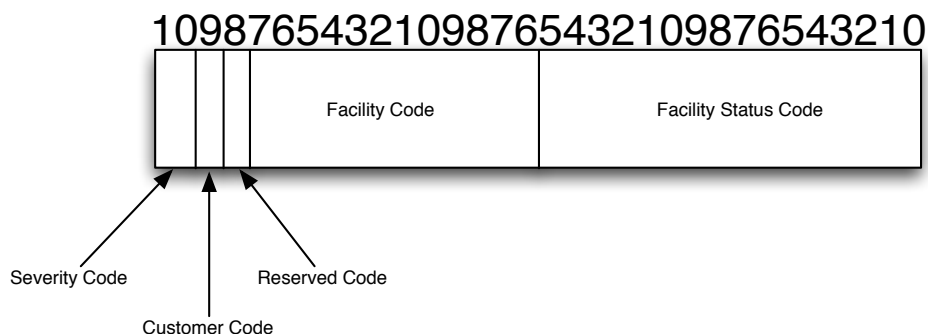 10987654321098765432109876543210
Facility Code
Facility Status Code
Severity Code
Reserved Code
Customer Code